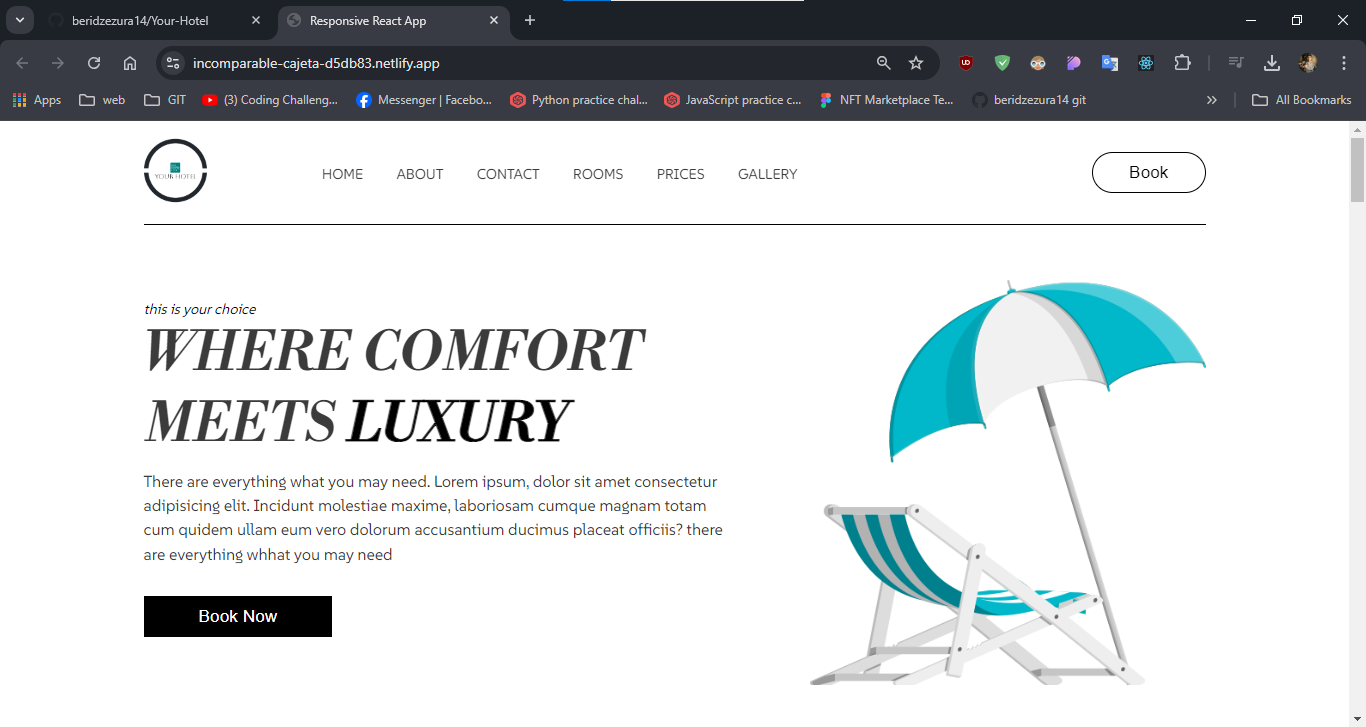 beridzezura14/Your-Hotel
Responsive React App
incomparable-cajeta-d5db83.netlify.app
Apps
web
GIT
(3) Coding Challeng...
Messenger | Facebo...
Python practice chal...
JavaScript practice c...
NFT Marketplace Te...
beridzezura14 git
All Bookmarks
YOUR HOTEL
HOME
ABOUT
CONTACT
ROOMS
PRICES
GALLERY
Book
this is your choice
WHERE COMFORT
MEETS LUXURY
There are everything what you may need. Lorem ipsum, dolor sit amet consectetur
adipisicing elit. Incidunt molestiae maxime, laboriosam cumque magnam totam
cum quidem ullam eum vero dolorum accusantium ducimus placeat officiis? there
are everything whhat you may need
Book Now